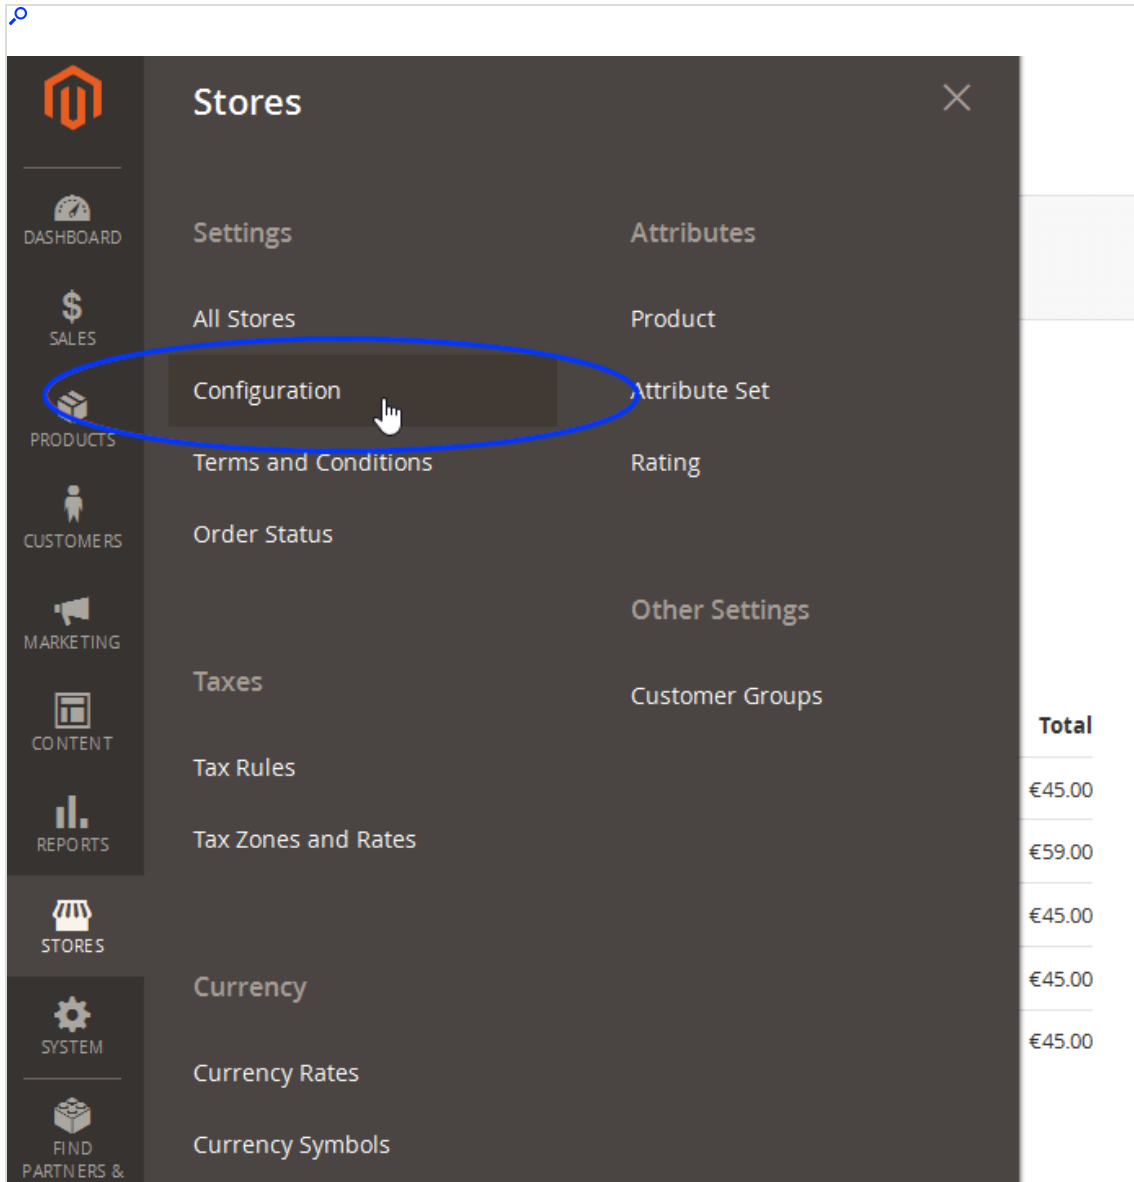 Stores
DASHBOARD
SALES
PRODUCTS
CUSTOMERS
MARKETING
CONTENT
REPORTS
STORES
SYSTEM
FIND
PARTNERS &
Settings
All Stores
Configuration
Terms and Conditions
Order Status
Taxes
Tax Rules
Tax Zones and Rates
Currency
Currency Rates
Currency Symbols
Attributes
Product
Attribute Set
Rating
Other Settings
Customer Groups
Total
€45.00
€59.00
€45.00
€45.00
€45.00